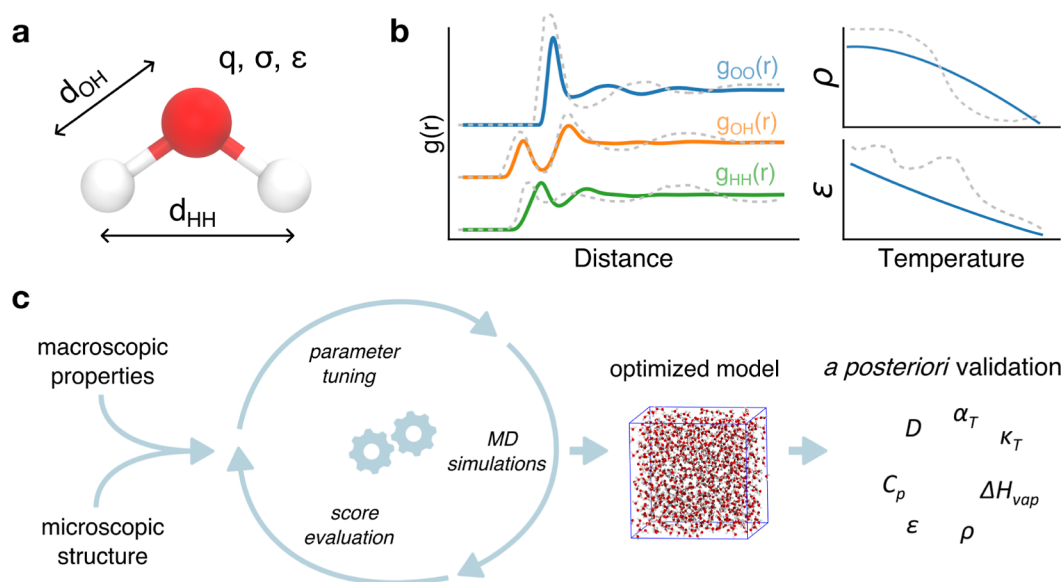 a
q, σ, ε
d_OH
d_HH
b
g(r)
g_OO(r)
g_OH(r)
g_HH(r)
Distance
ρ
ε
Temperature
c
macroscopic
properties
microscopic
structure
parameter
tuning
MD
simulations
score
evaluation
optimized model
a posteriori validation
D
α_T
κ_T
C_p
ΔH_vap
ε
ρ